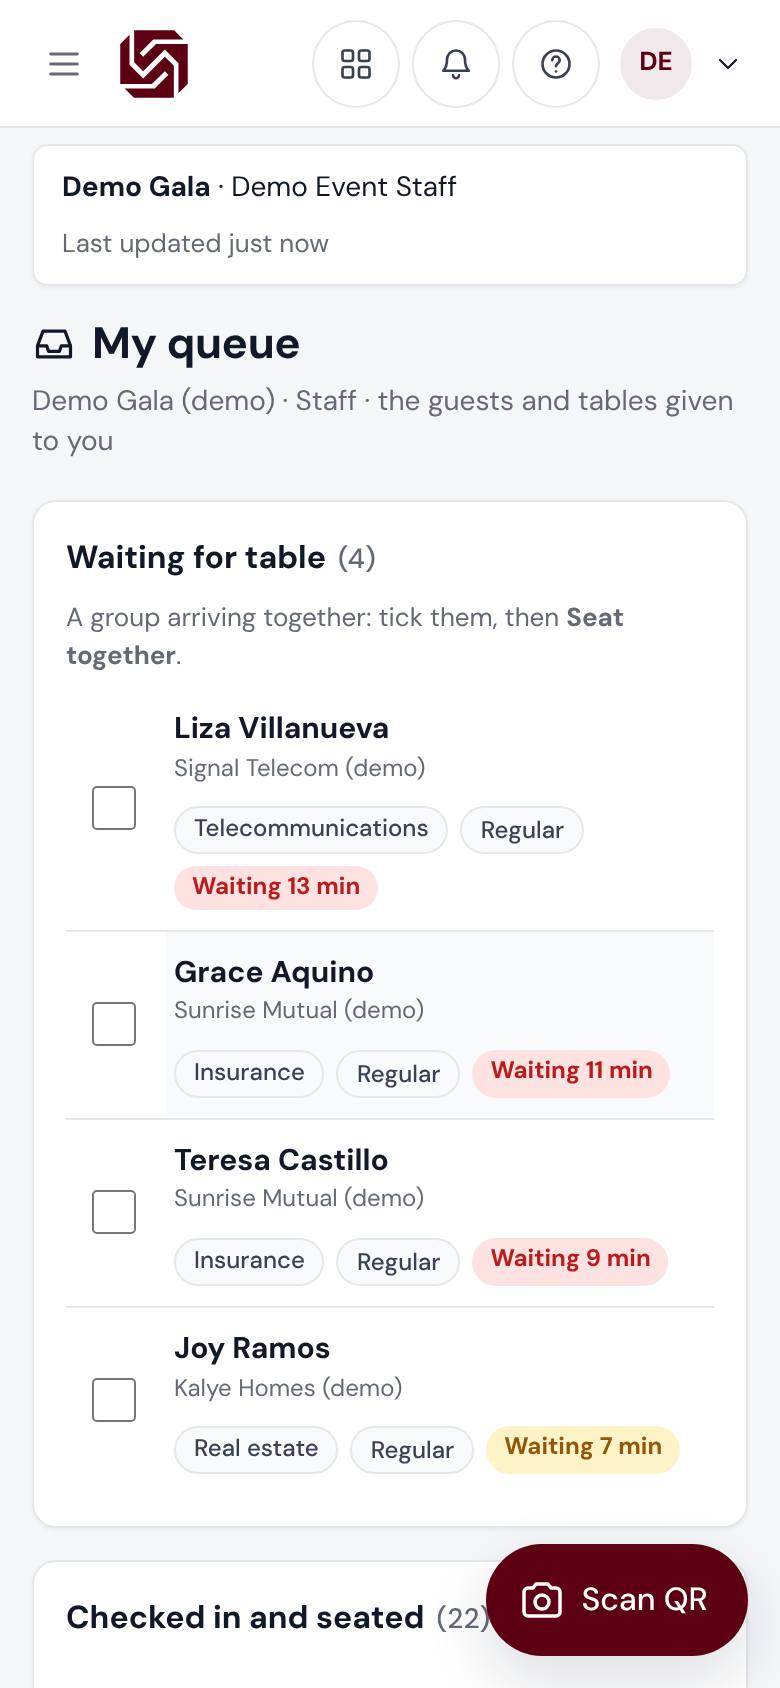 DE
Demo Gala · Demo Event Staff
Last updated just now
My queue
Demo Gala (demo) · Staff · the guests and tables given
to you
Waiting for table (4)
A group arriving together: tick them, then Seat
together.
Liza Villanueva
Signal Telecom (demo)
Telecommunications Regular
Waiting 13 min
Grace Aquino
Sunrise Mutual (demo)
Insurance Regular Waiting 11 min
Teresa Castillo
Sunrise Mutual (demo)
Insurance Regular Waiting 9 min
Joy Ramos
Kalye Homes (demo)
Real estate Regular Waiting 7 min
Checked in and seated (22)
Scan QR